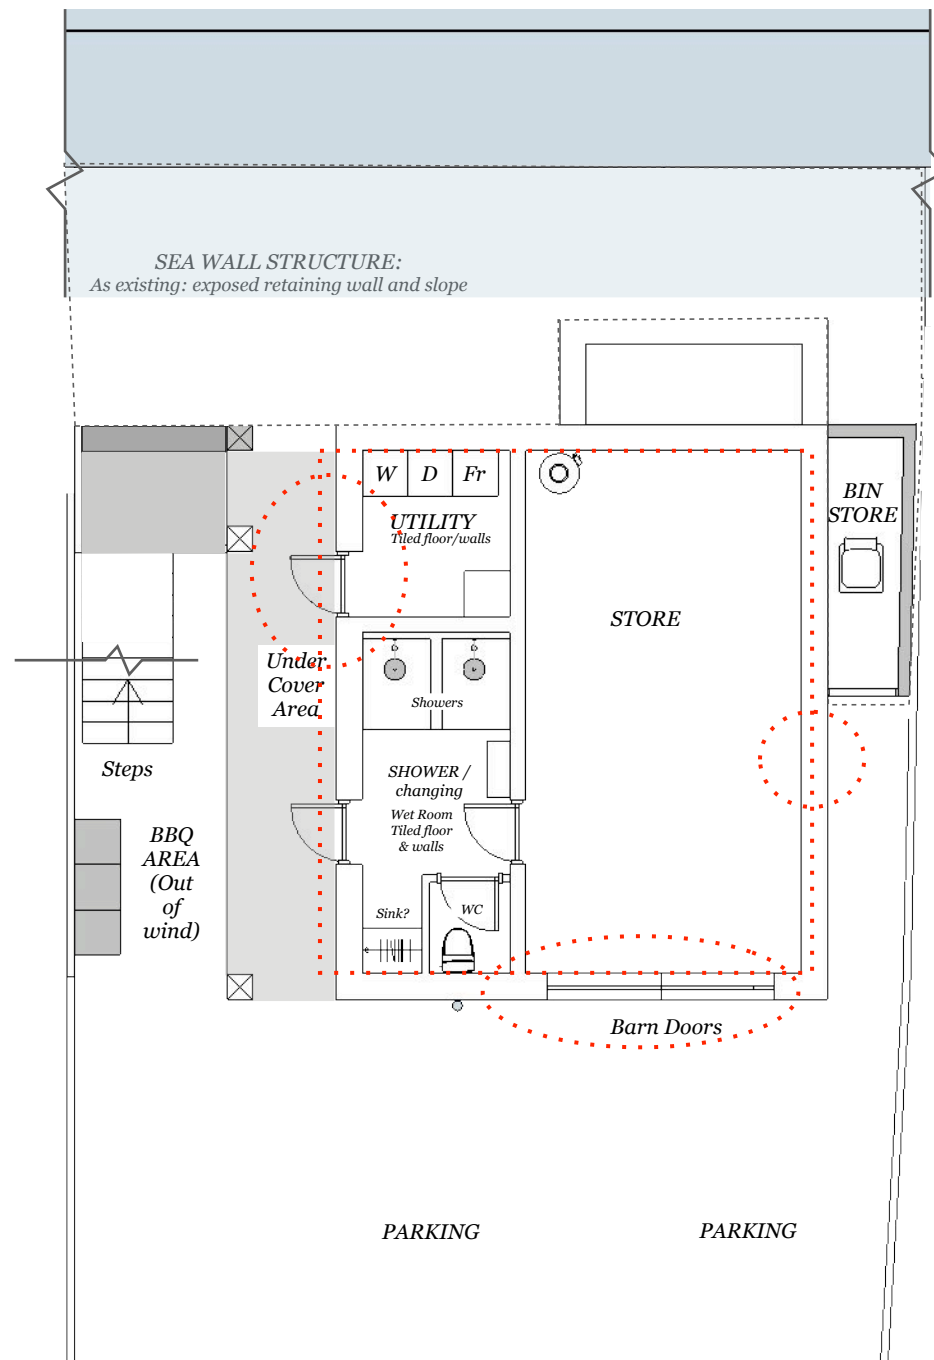 SEA WALL STRUCTURE:
As existing: exposed retaining wall and slope
W
D
Fr
UTILITY
Tiled floor/walls
BIN
STORE
STORE
Under
Cover
Area
Showers
Steps
SHOWER /
changing
Wet Room
Tiled floor
& walls
BBQ
AREA
(Out
of
wind)
Sink?
WC
Barn Doors
PARKING
PARKING